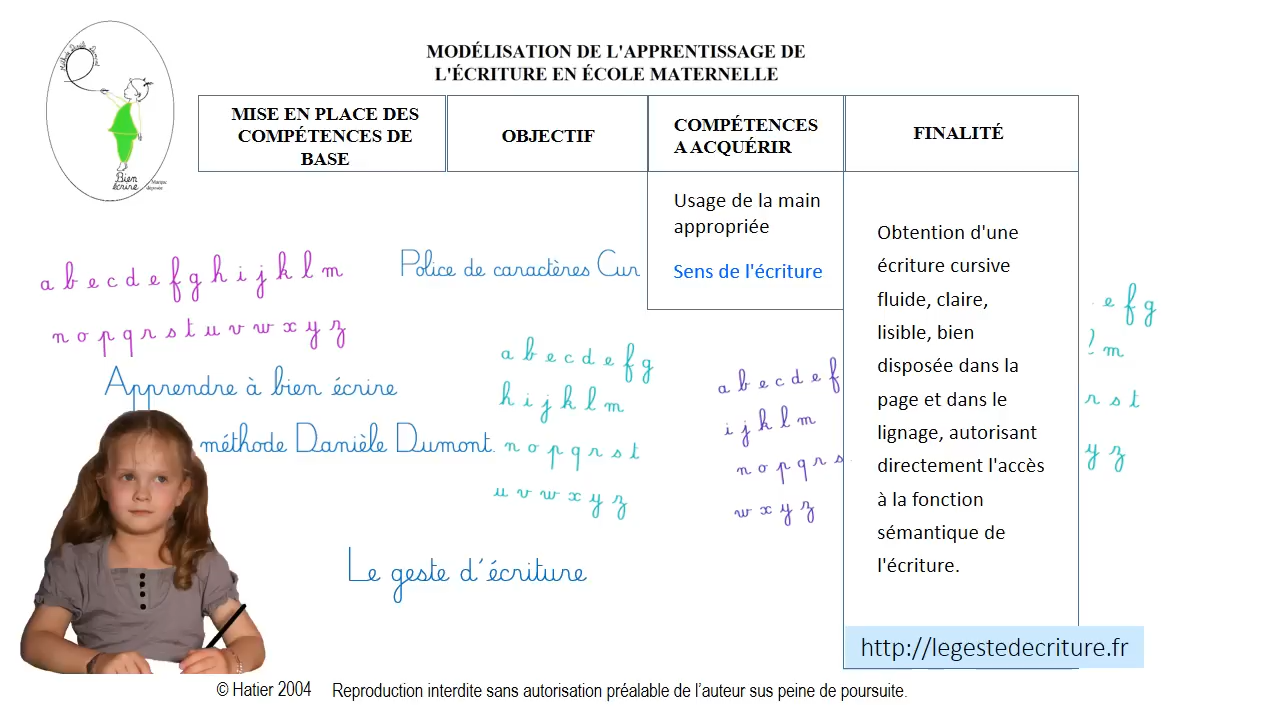 MODÉLISATION DE L'APPRENTISSAGE DE
L'ÉCRITURE EN ÉCOLE MATERNELLE
MISE EN PLACE DES
COMPÉTENCES DE
BASE
OBJECTIF
COMPÉTENCES
A ACQUÉRIR
FINALITÉ
Bien
écrire
Usage de la main
appropriée
Sens de l'écriture
Obtention d'une
écriture cursive
fluide, claire,
lisible, bien
disposée dans la
page et dans le
lignage, autorisant
directement l'accès
à la fonction
sémantique de
l'écriture.
a b c d e f g h i j k l m
n o p q r s t u v w x y z
Police de caractères Cur
Apprendre à bien écrire
méthode Danièle Dumont.
a b c d e f g
h i j k l m
n o p q r s t
u v w x y z
a b c d e f
i j k l m
n o p q r s
w x y z
e f g
l m
r s t
y z
Le geste d'écriture
http://legestedecriture.fr
© Hatier 2004 Reproduction interdite sans autorisation préalable de l'auteur sus peine de poursuite.